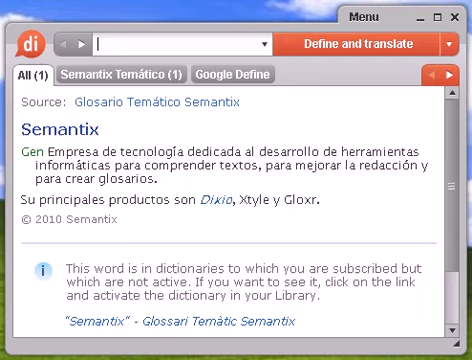 Menu
di
Define and translate
All (1) Semantix Temático (1) Google Define
Source: Glosario Temático Semantix
Semantix
Gen Empresa de tecnología dedicada al desarrollo de herramientas
informáticas para comprender textos, para mejorar la redacción y
para crear glosarios.
Su principales productos son Dixio, Xtyle y Gloxr.
© 2010 Semantix
i
This word is in dictionaries to which you are subscribed but
which are not active. If you want to see it, click on the link
and activate the dictionary in your Library.
"Semantix" - Glossari Temàtic Semantix